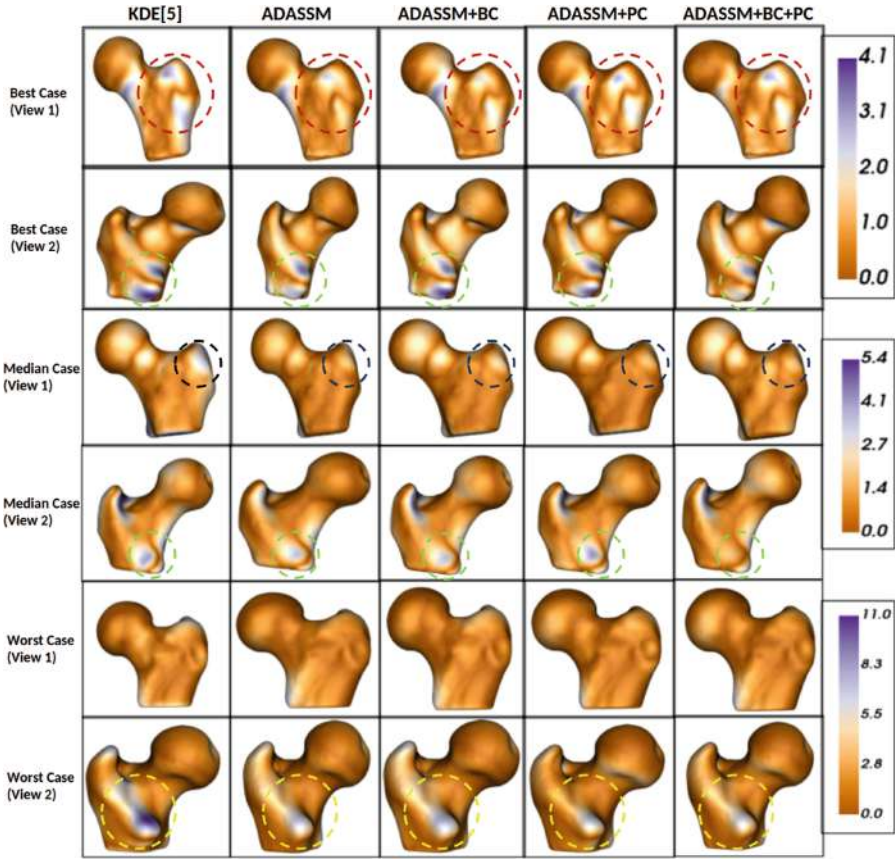 KDE[5] ADASSM ADASSM+BC ADASSM+PC ADASSM+BC+PC
Best Case
(View 1)
4.1
3.1
2.0
1.0
0.0
Best Case
(View 2)
Median Case
(View 1)
5.4
4.1
2.7
1.4
0.0
Median Case
(View 2)
Worst Case
(View 1)
11.0
8.3
5.5
2.8
0.0
Worst Case
(View 2)